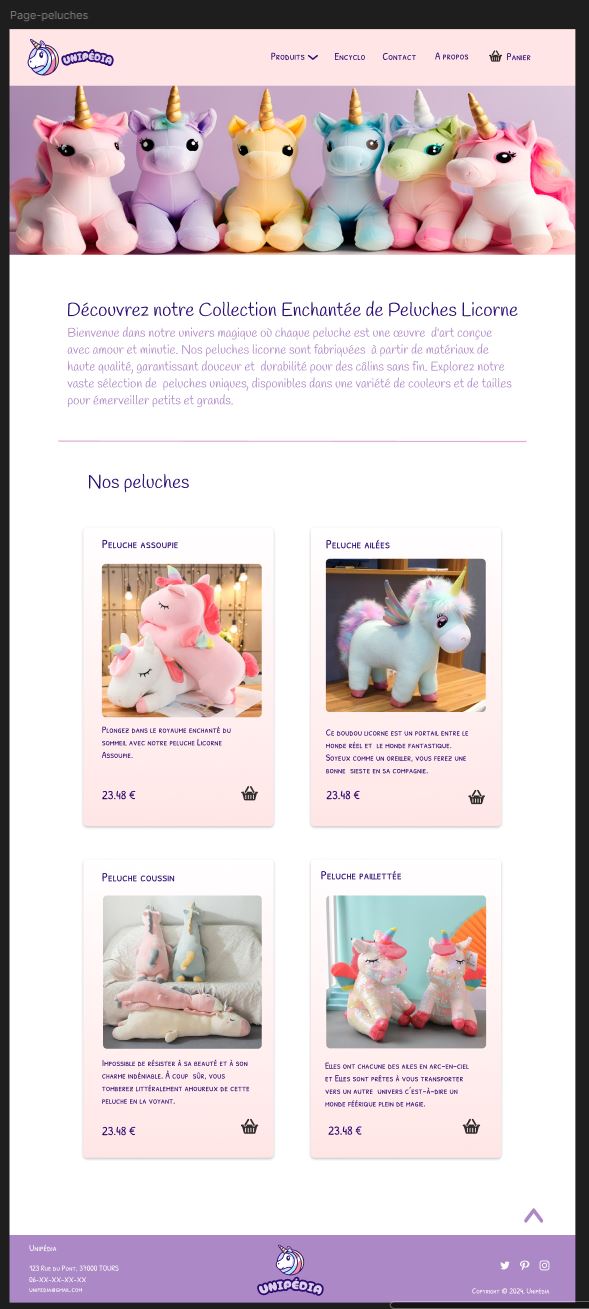 Page-peluches
UNIPÉDIA
Produits Encyclo Contact A propos Panier
Découvrez notre Collection Enchantée de Peluches Licorne
Bienvenue dans notre univers magique où chaque peluche est une œuvre d'art conçue
avec amour et minutie. Nos peluches licorne sont fabriquées à partir de matériaux de
haute qualité, garantissant douceur et durabilité pour des câlins sans fin. Explorez notre
vaste sélection de peluches uniques, disponibles dans une variété de couleurs et de tailles
pour émerveiller petits et grands.
Nos peluches
Peluche assoupie
Plongez dans le royaume enchanté du
sommeil avec notre peluche Licorne
Assoupie.
23.48 €
Peluche ailées
Ce doudou licorne est un portail entre le
monde réel et le monde fantastique.
Soyeux comme un oreiller, vous ferez une
bonne sieste en sa compagnie.
23.48 €
Peluche coussin
Impossible de résister à sa beauté et à son
charme indéniable. À coup sûr, vous
tomberez littéralement amoureux de cette
peluche en la voyant.
23.48 €
Peluche paillettée
Elles ont chacune des ailes en arc-en-ciel
et Elles sont prêtes à vous transporter
vers un autre univers c'est-à-dire un
monde féérique plein de magie.
23.48 €
Unipédia
123 Rue du Pont, 37000 TOURS
06-XX-XX-XX-XX
unipedia@gmail.com
UNIPÉDIA
Copyright © 2024, Unipédia